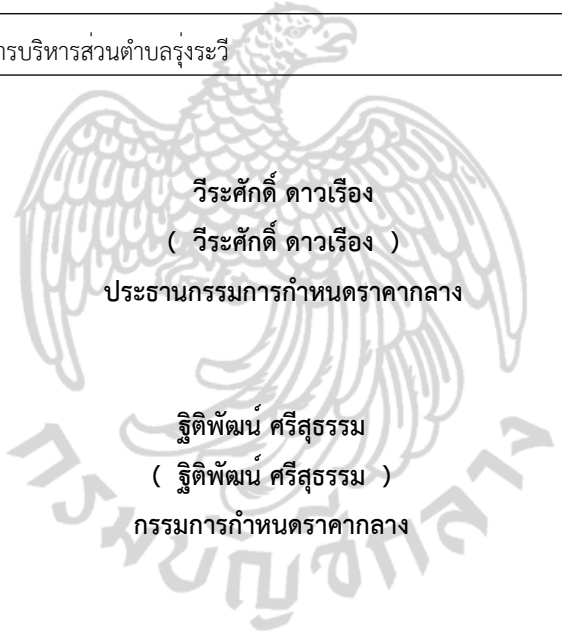 ารบริหารส่วนตำบลรุ่งระวี
วีระศักดิ์ ดาวเรือง
( วีระศักดิ์ ดาวเรือง )
ประธานกรรมการกำหนดราคากลาง
ฐิติพัฒน์ ศรีสุธรรม
( ฐิติพัฒน์ ศรีสุธรรม )
กรรมการกำหนดราคากลาง
กรมบัญชีกลาง